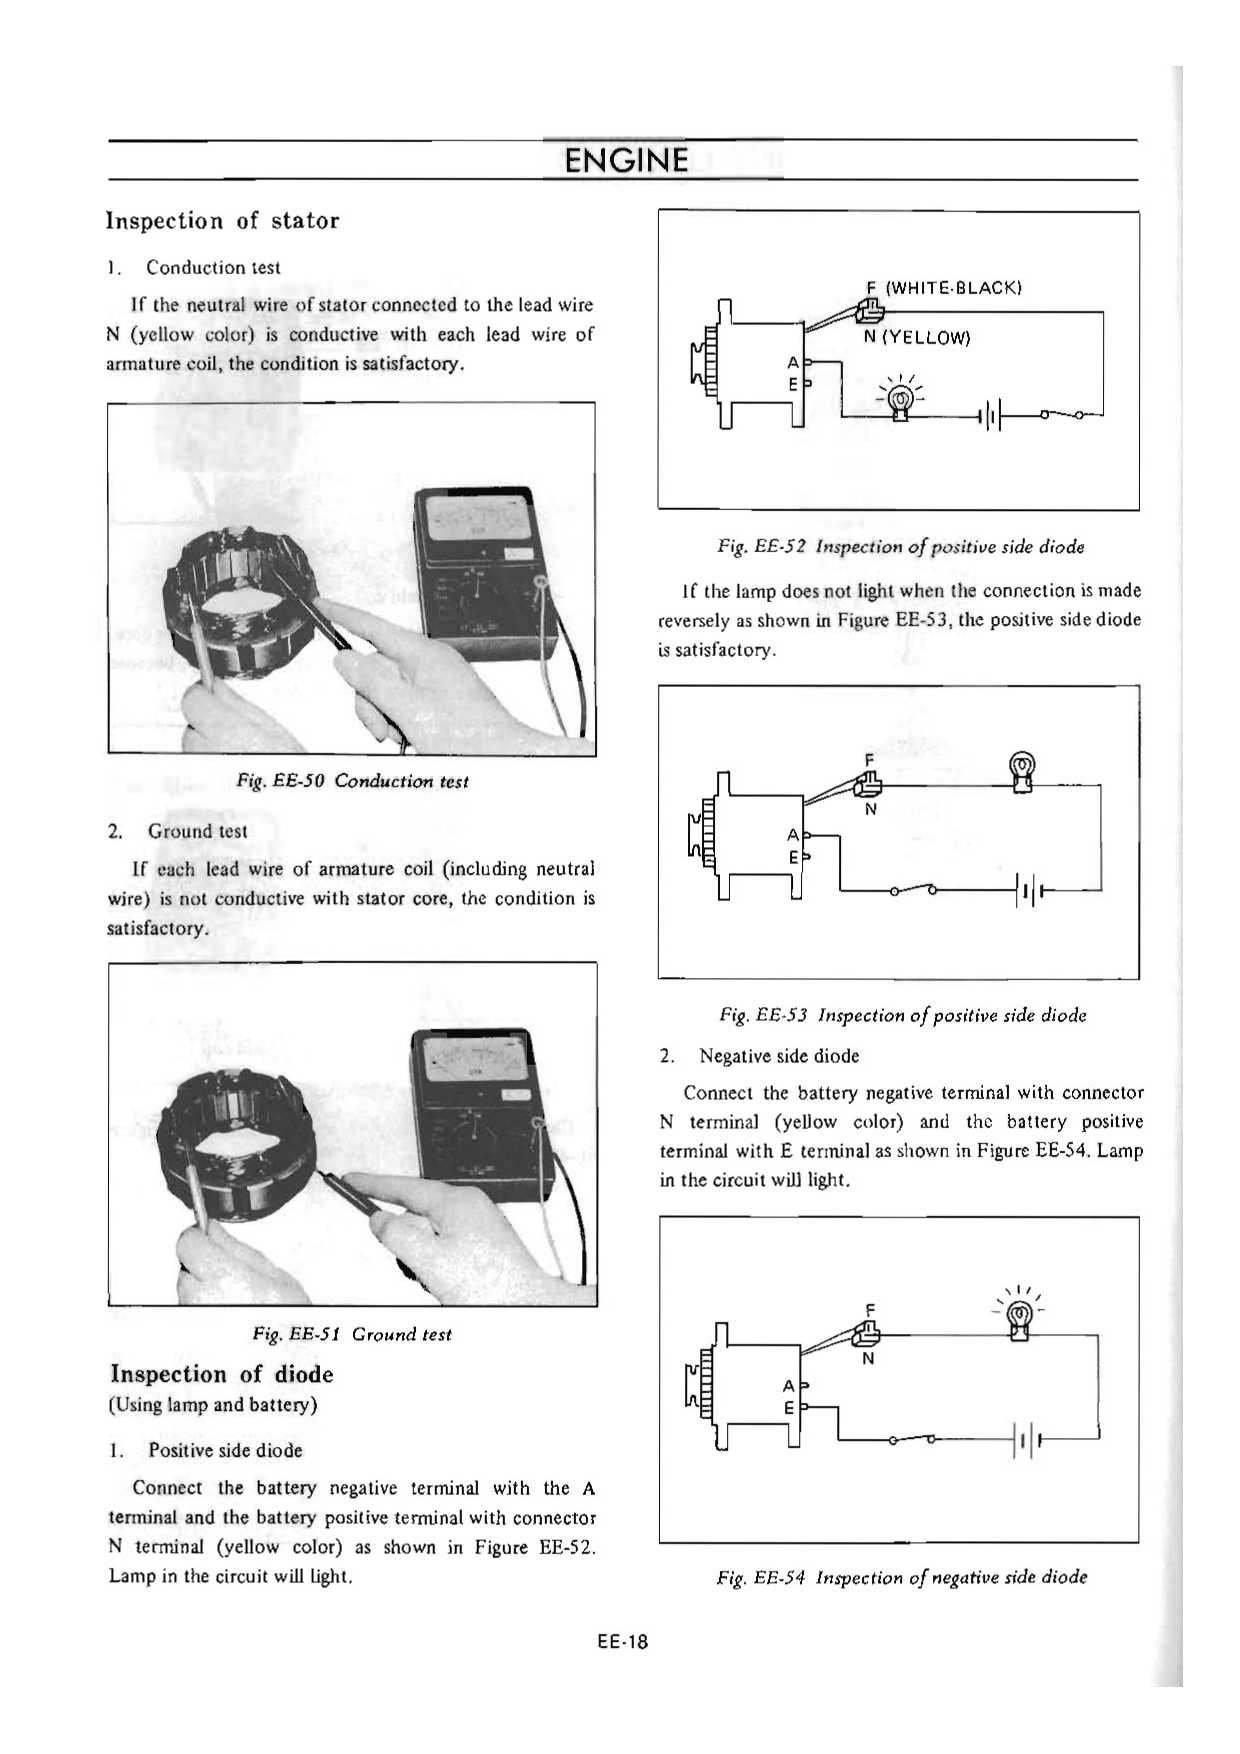 ENGINE
Inspection of stator
1. Conduction test
If the neutral wire of stator connected to the lead wire
N (yellow color) is conductive with each lead wire of
armature coil, the condition is satisfactory.
Fig. EE-50 Conduction test
2. Ground test
If each lead wire of armature coil (including neutral
wire) is not conductive with stator core, the condition is
satisfactory.
Fig. EE-51 Ground test
Inspection of diode
(Using lamp and battery)
1. Positive side diode
Connect the battery negative terminal with the A
terminal and the battery positive terminal with connector
N terminal (yellow color) as shown in Figure EE-52.
Lamp in the circuit will light.
F (WHITE-BLACK)
N (YELLOW)
A
E
Fig. EE-52 Inspection of positive side diode
If the lamp does not light when the connection is made
reversely as shown in Figure EE-53, the positive side diode
is satisfactory.
F
N
A
E
Fig. EE-53 Inspection of positive side diode
2. Negative side diode
Connect the battery negative terminal with connector
N terminal (yellow color) and the battery positive
terminal with E terminal as shown in Figure EE-54. Lamp
in the circuit will light.
F
N
A
E
Fig. EE-54 Inspection of negative side diode
EE-18